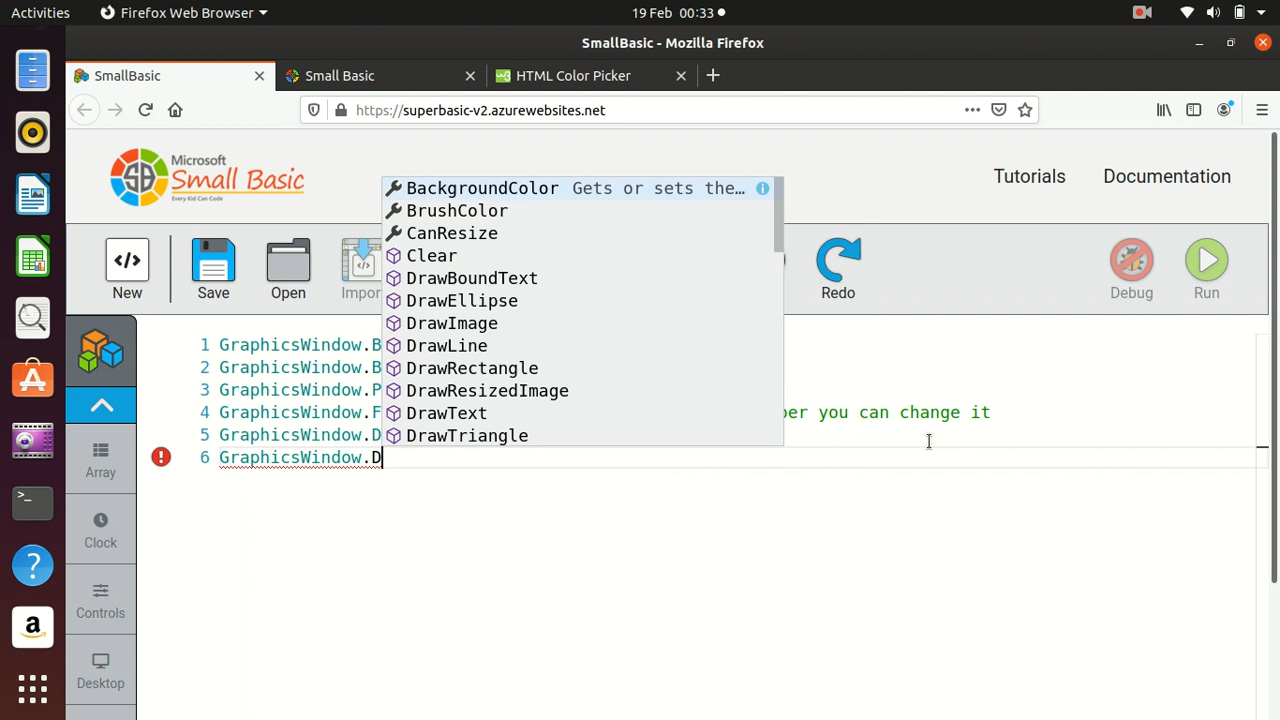 Activities
Firefox Web Browser
19 Feb 00:33
SmallBasic - Mozilla Firefox
SmallBasic
Small Basic
HTML Color Picker
https://superbasic-v2.azurewebsites.net
Microsoft
Small Basic
Every Kid Can Code
Tutorials
Documentation
BackgroundColor Gets or sets the…
BrushColor
CanResize
Clear
DrawBoundText
DrawEllipse
DrawImage
DrawLine
DrawRectangle
DrawResizedImage
DrawText
DrawTriangle
New
Save
Open
Impor
Redo
Debug
Run
1 GraphicsWindow.B
2 GraphicsWindow.B
3 GraphicsWindow.P
4 GraphicsWindow.F ber you can change it
5 GraphicsWindow.D
6 GraphicsWindow.D
Array
Clock
Controls
Desktop